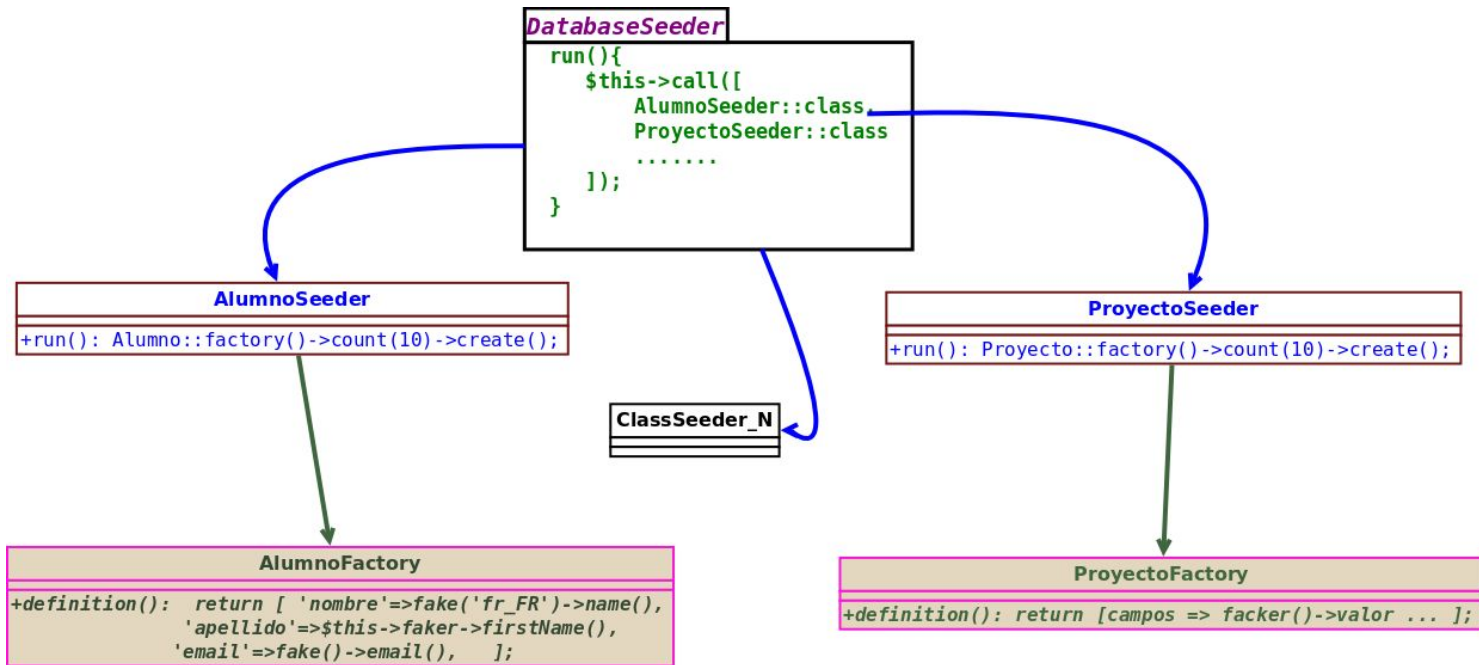 DatabaseSeeder
run(){
$this->call([
AlumnoSeeder::class,
ProyectoSeeder::class
.......
]);
}
AlumnoSeeder
+run(): Alumno::factory()->count(10)->create();
ProyectoSeeder
+run(): Proyecto::factory()->count(10)->create();
ClassSeeder_N
AlumnoFactory
+definition():  return [ 'nombre'=>fake('fr_FR')->name(),
'apellido'=>$this->faker->firstName(),
'email'=>fake()->email(),   ];
ProyectoFactory
+definition(): return [campos => facker()->valor ... ];